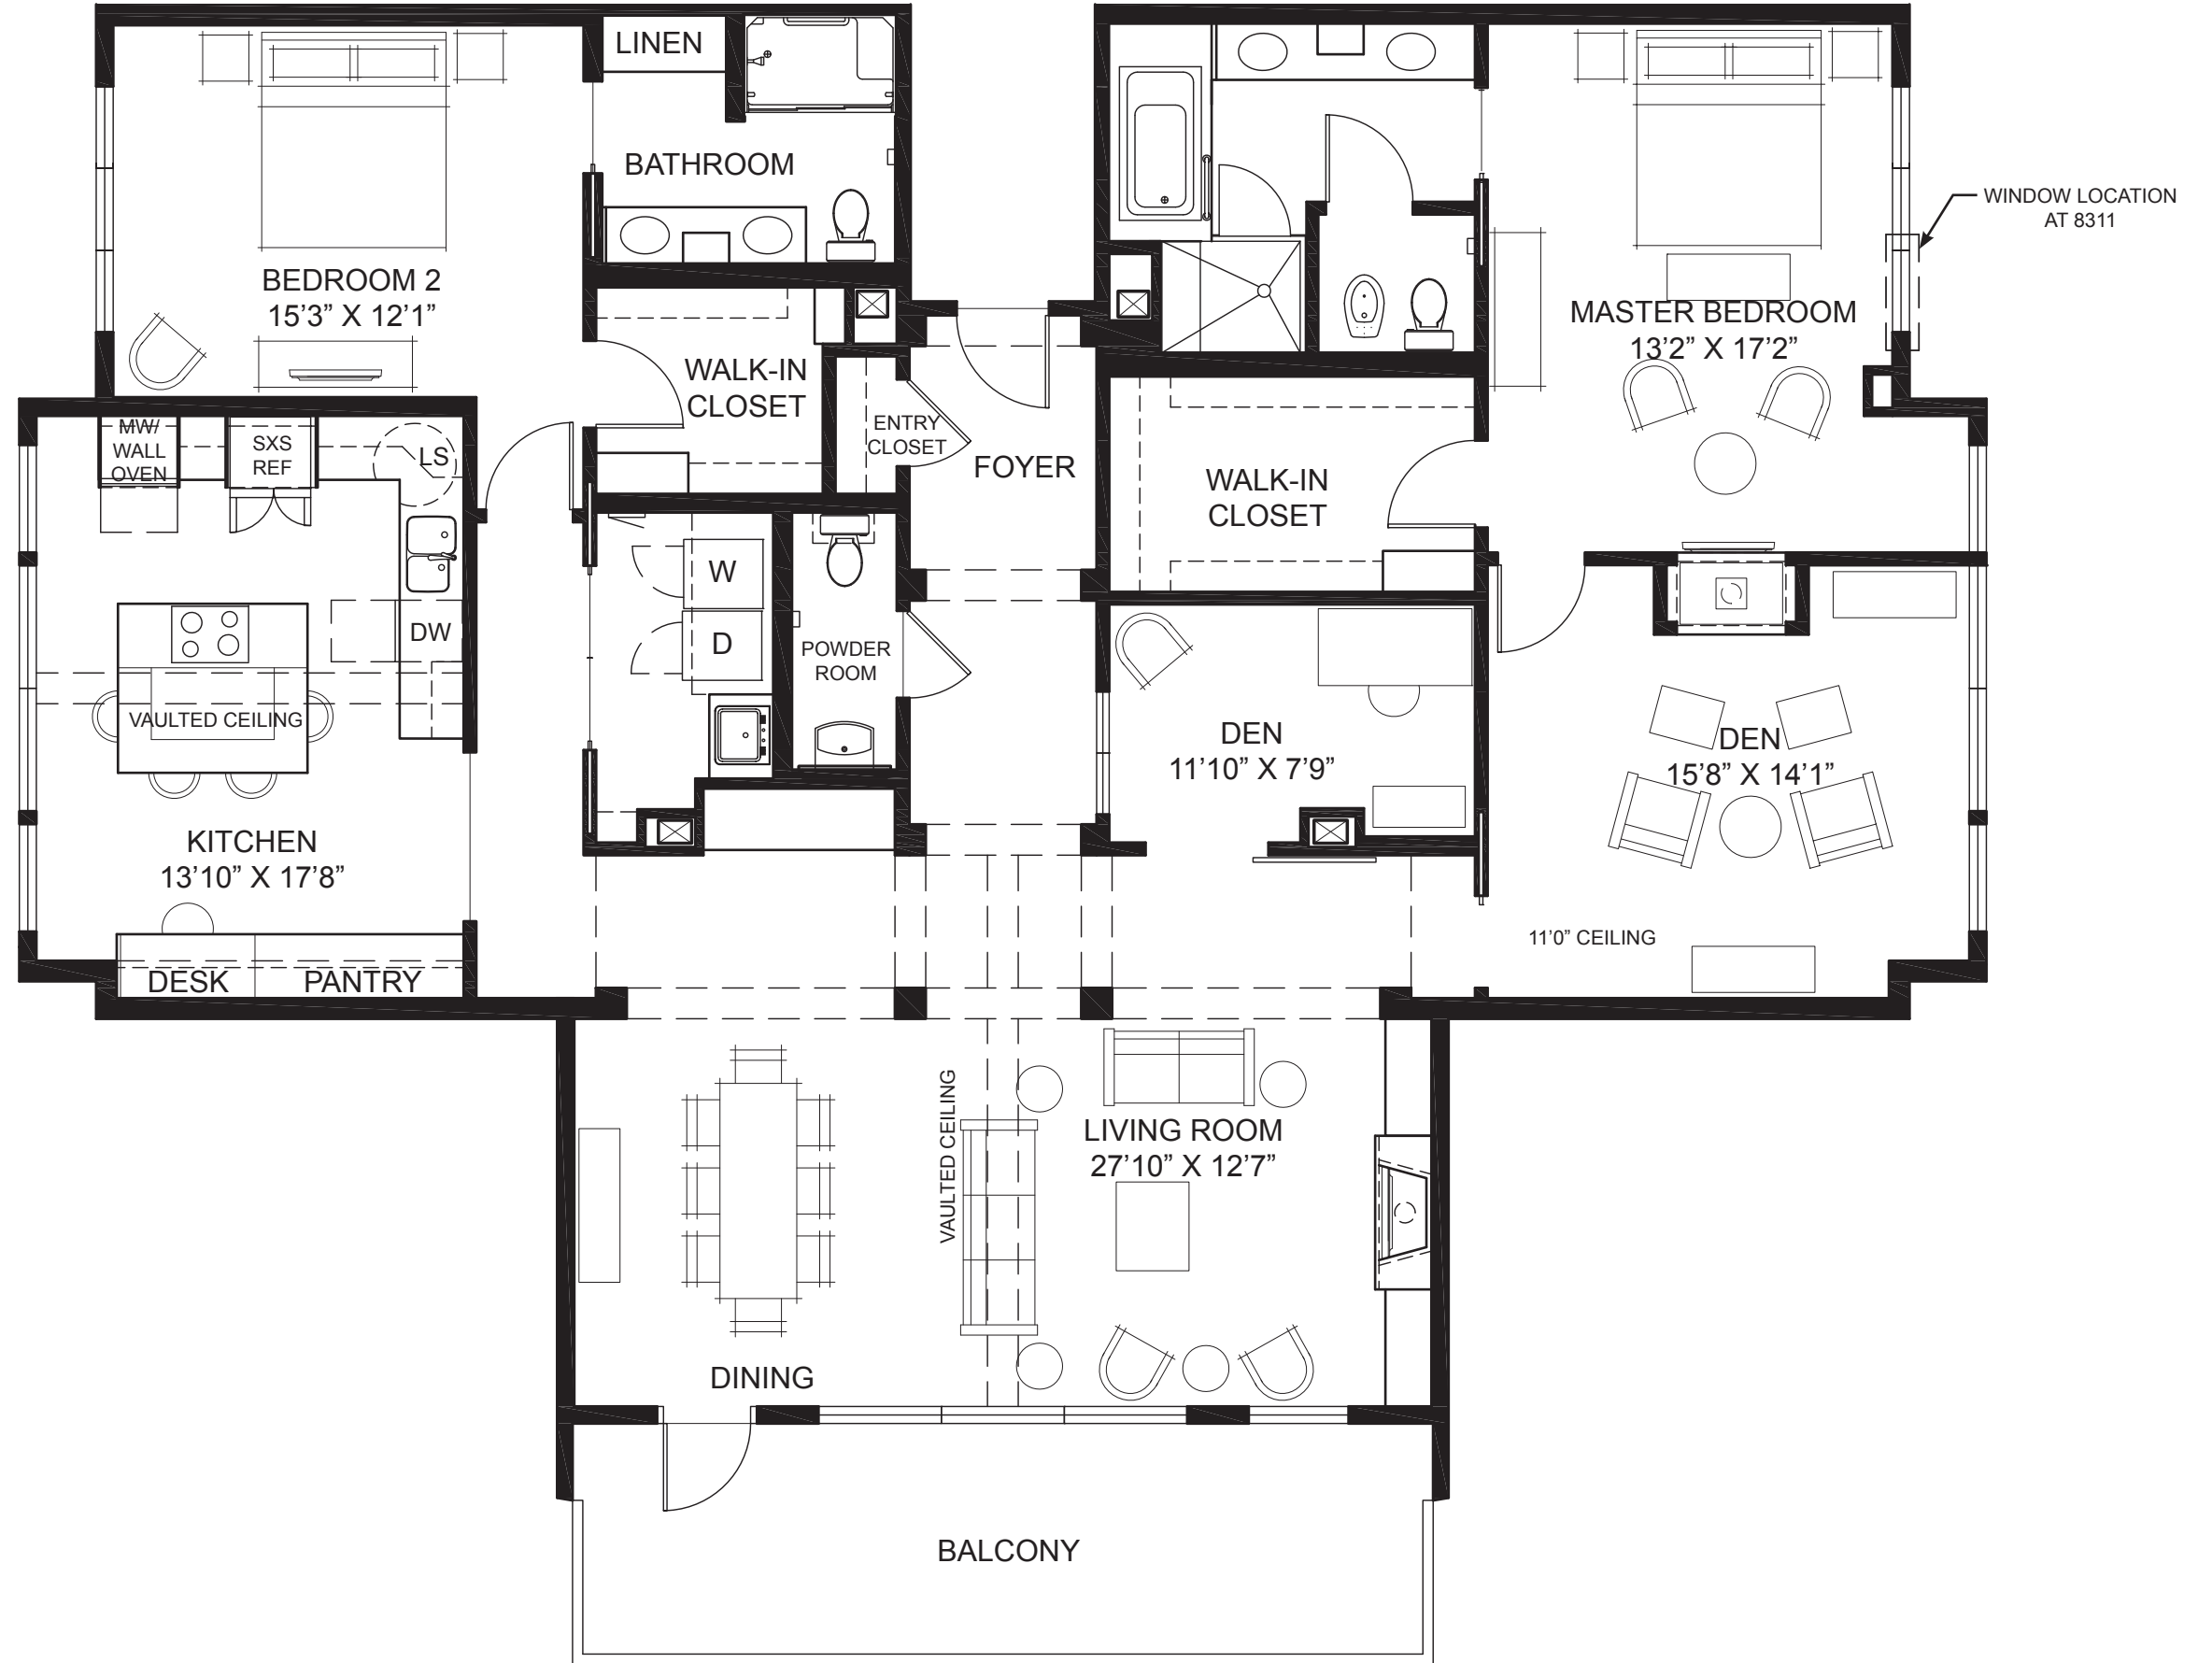 LINEN
BATHROOM
BEDROOM 2
15’3” X 12’1”
WINDOW LOCATION
AT 8311
MASTER BEDROOM
13’2” X 17’2”
WALK-IN
CLOSET
ENTRY
CLOSET
FOYER
WALK-IN
CLOSET
MW/
WALL
OVEN
SXS
REF
LS
W
D
DW
POWDER
ROOM
VAULTED CEILING
DEN
11’10” X 7’9”
DEN
15’8” X 14’1”
KITCHEN
13’10” X 17’8”
11’0” CEILING
DESK
PANTRY
VAULTED CEILING
LIVING ROOM
27’10” X 12’7”
DINING
BALCONY